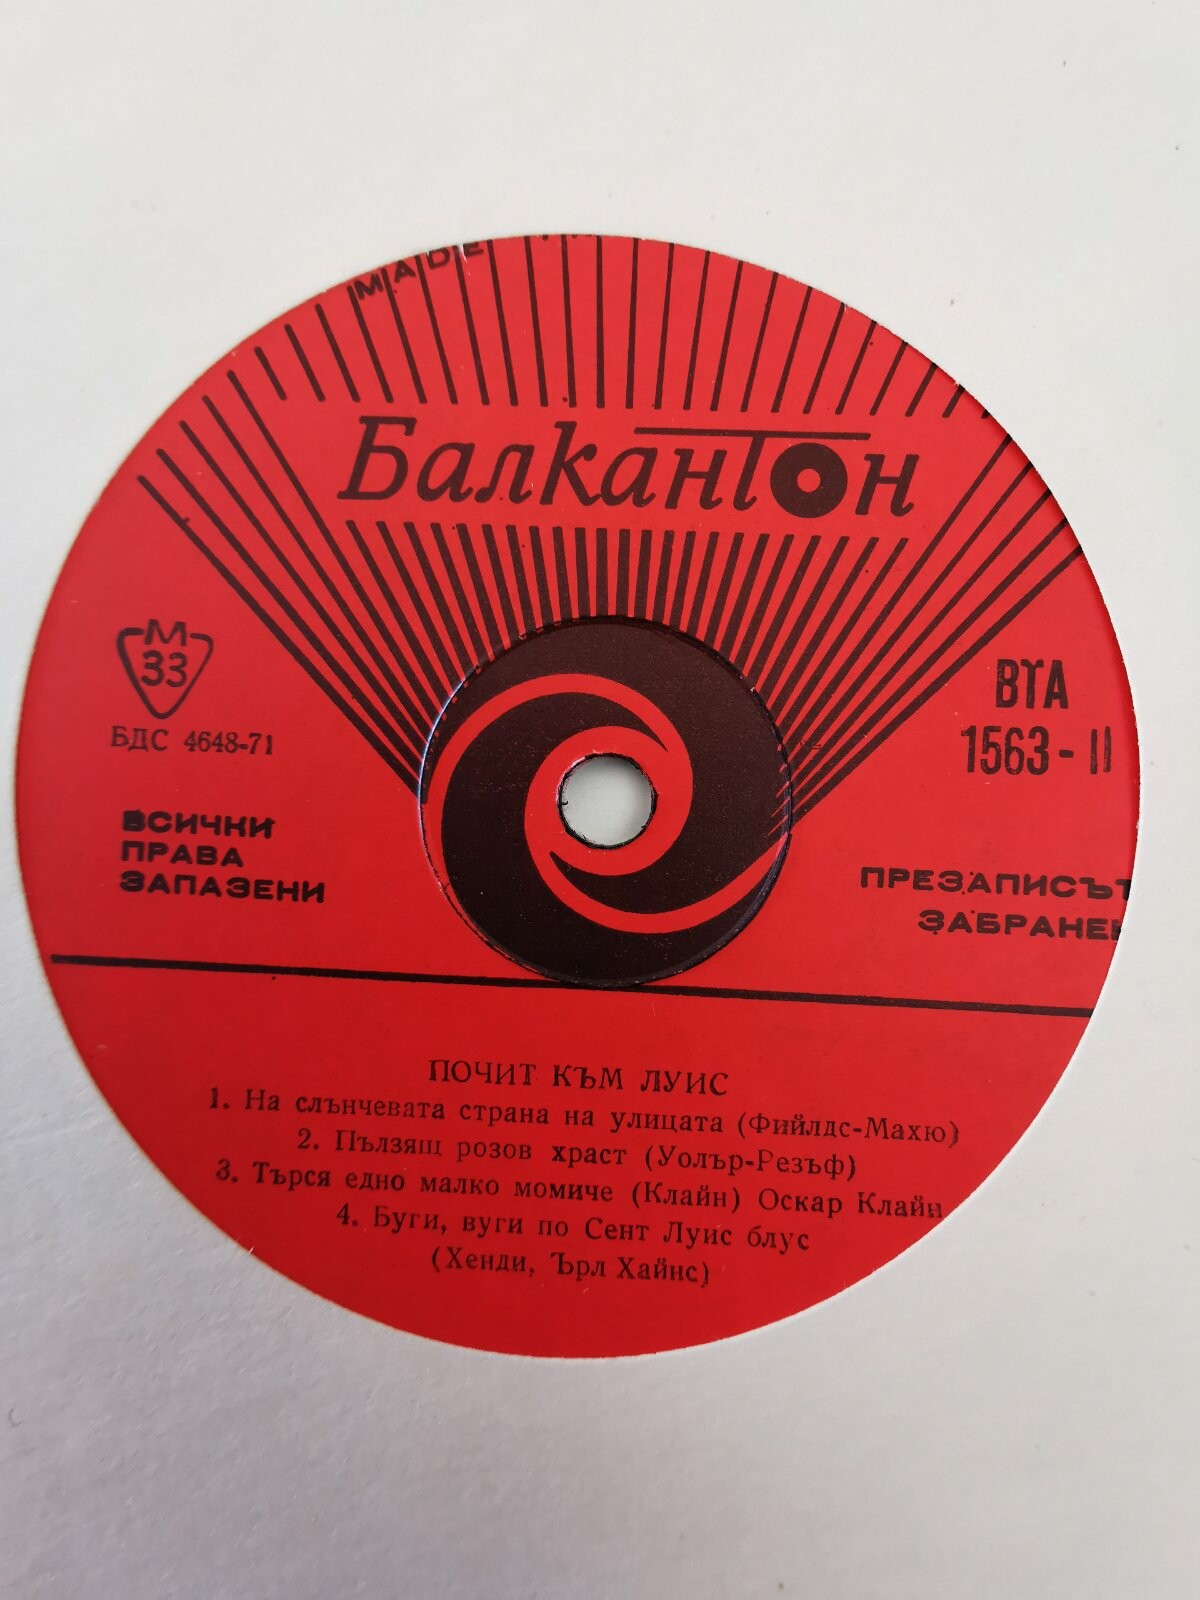 MADE
Балкантон
М
33
БДС 4648-71
ВТА
1563 - II
ВСИЧКИ
ПРАВА
ЗАПАЗЕНИ
ПРЕЗАПИСЪТ
ЗАБРАНЕН
ПОЧИТ КЪМ ЛУИС
1. На слънчевата страна на улицата (Фийлдс-Махю)
2. Пълзящ розов храст (Уолър-Резъф)
3. Търся едно малко момиче (Клайн) Оскар Клайн
4. Буги, вуги по Сент Луис блус
(Хенди, Ърл Хайнс)